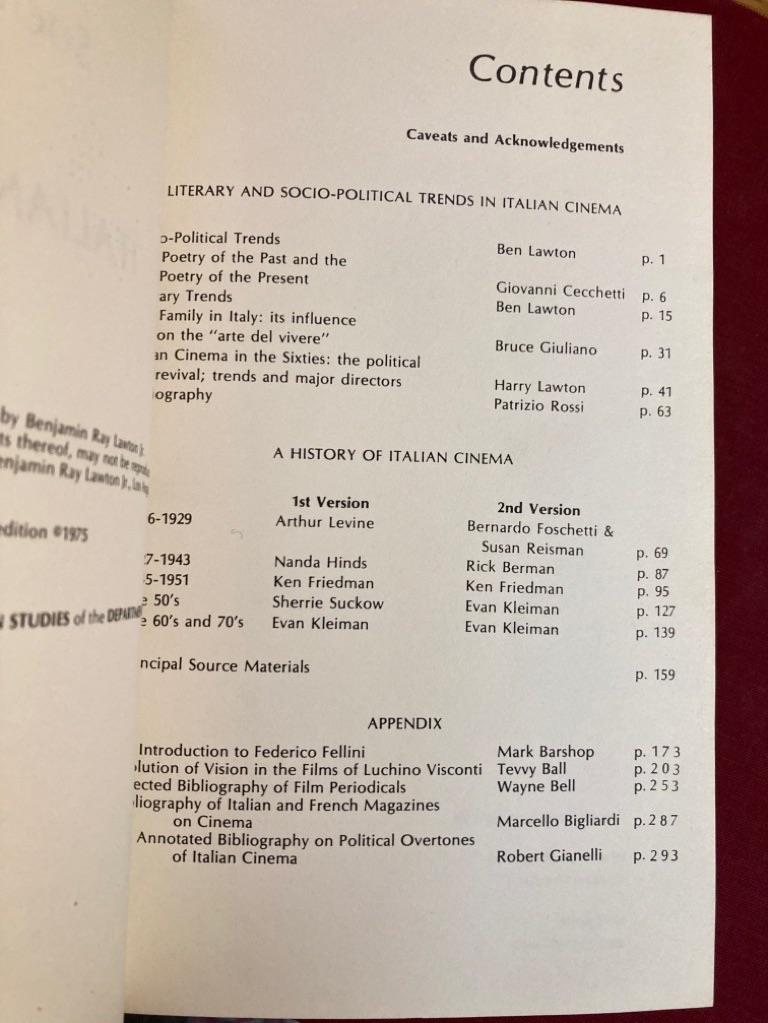 Contents
Caveats and Acknowledgements
LITERARY AND SOCIO-POLITICAL TRENDS IN ITALIAN CINEMA
o-Political Trends Ben Lawton p. 1
Poetry of the Past and the
Poetry of the Present Giovanni Cecchetti p. 6
ary Trends Ben Lawton p. 15
Family in Italy: its influence
on the "arte del vivere" Bruce Giuliano p. 31
an Cinema in the Sixties: the political
revival; trends and major directors Harry Lawton p. 41
ography Patrizio Rossi p. 63
A HISTORY OF ITALIAN CINEMA
1st Version 2nd Version
6-1929 Arthur Levine Bernardo Foschetti &
Susan Reisman p. 69
7-1943 Nanda Hinds Rick Berman p. 87
5-1951 Ken Friedman Ken Friedman p. 95
e 50's Sherrie Suckow Evan Kleiman p. 127
e 60's and 70's Evan Kleiman Evan Kleiman p. 139
ncipal Source Materials p. 159
APPENDIX
Introduction to Federico Fellini Mark Barshop p. 173
lution of Vision in the Films of Luchino Visconti Tevvy Ball p. 203
ected Bibliography of Film Periodicals Wayne Bell p. 253
liography of Italian and French Magazines
on Cinema Marcello Bigliardi p. 287
Annotated Bibliography on Political Overtones
of Italian Cinema Robert Gianelli p. 293
by Benjamin Ray Lawton Jr.
ts thereof, may not be
enjamin Ray Lawton Jr.,
edition ©1975
STUDIES of the